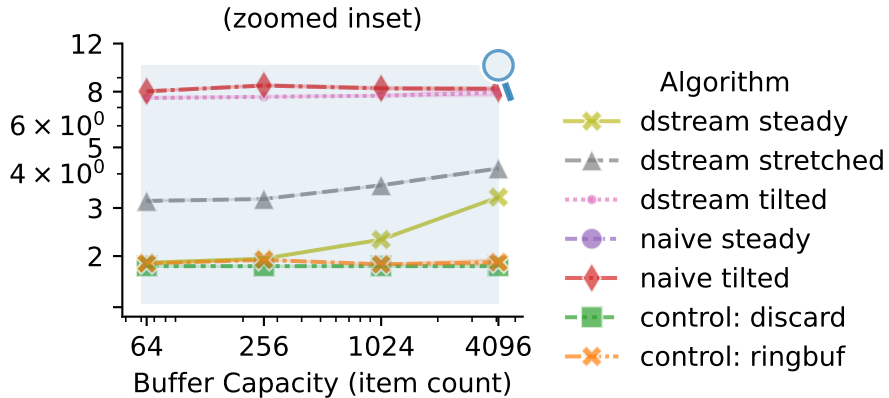 (zoomed inset)
12
8
6 × 10⁰
5
4 × 10⁰
3
2
64 256 1024 4096
Buffer Capacity (item count)
Algorithm
dstream steady
dstream stretched
dstream tilted
naive steady
naive tilted
control: discard
control: ringbuf